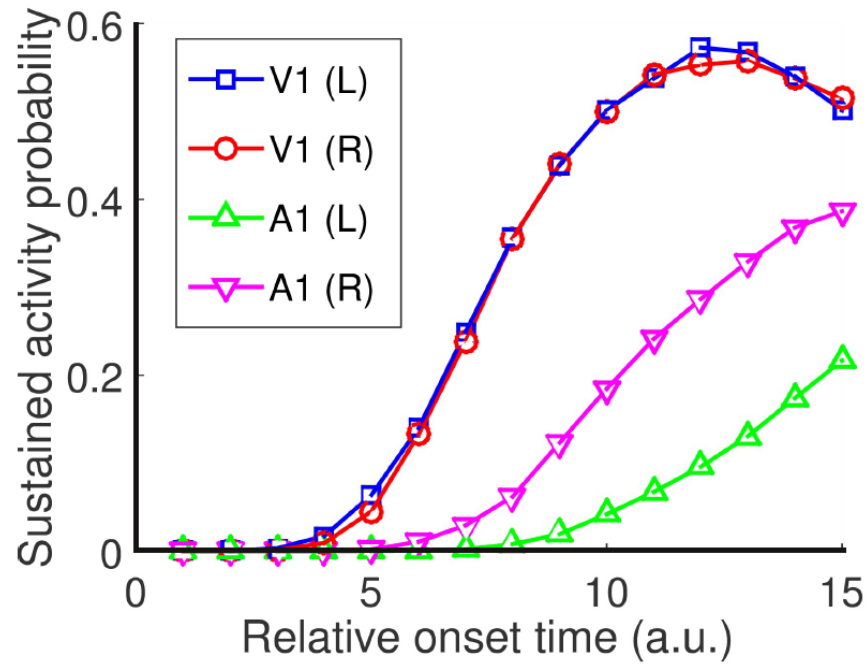 Sustained activity probability
0.6
0.4
0.2
0
V1 (L)
V1 (R)
A1 (L)
A1 (R)
0
5
10
15
Relative onset time (a.u.)